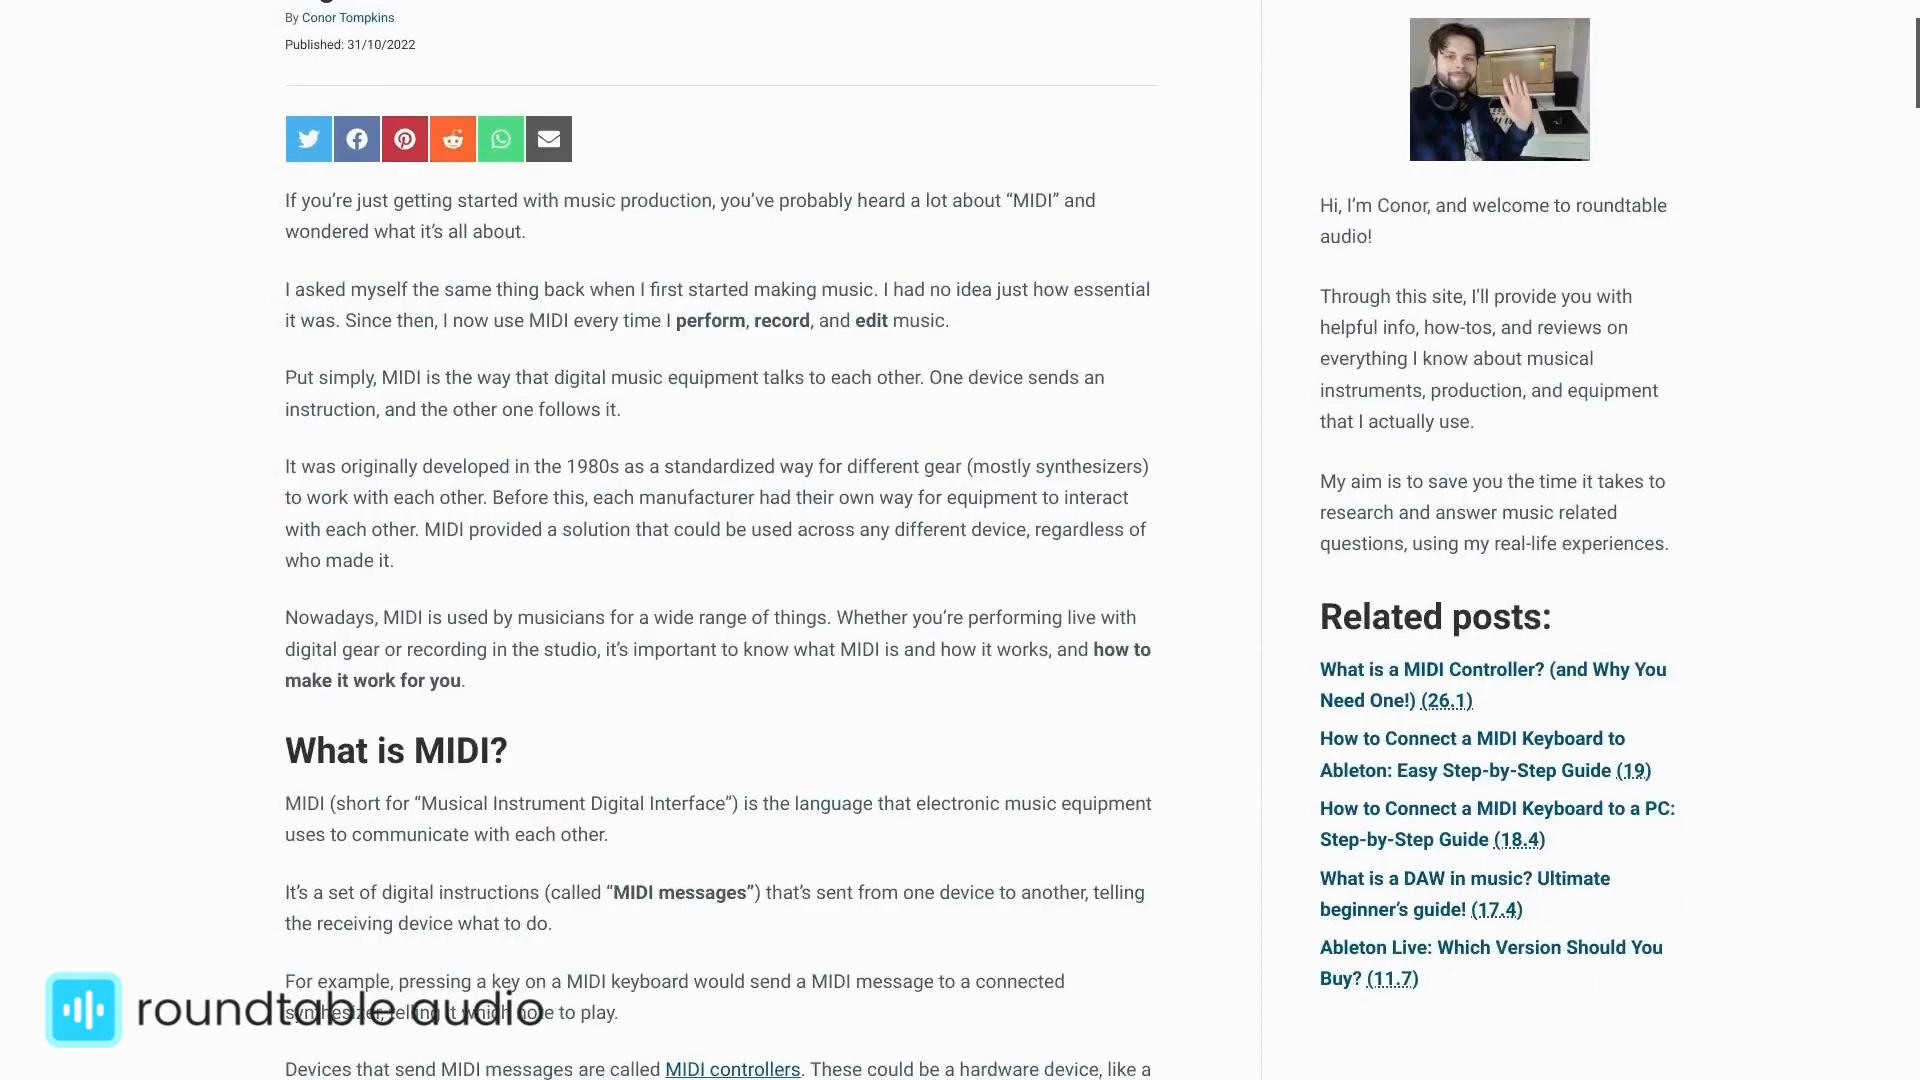 By Conor Tompkins
Published: 31/10/2022
If you’re just getting started with music production, you’ve probably heard a lot about “MIDI” and
wondered what it’s all about.
I asked myself the same thing back when I first started making music. I had no idea just how essential
it was. Since then, I now use MIDI every time I perform, record, and edit music.
Put simply, MIDI is the way that digital music equipment talks to each other. One device sends an
instruction, and the other one follows it.
It was originally developed in the 1980s as a standardized way for different gear (mostly synthesizers)
to work with each other. Before this, each manufacturer had their own way for equipment to interact
with each other. MIDI provided a solution that could be used across any different device, regardless of
who made it.
Nowadays, MIDI is used by musicians for a wide range of things. Whether you’re performing live with
digital gear or recording in the studio, it’s important to know what MIDI is and how it works, and how to
make it work for you.
What is MIDI?
MIDI (short for “Musical Instrument Digital Interface”) is the language that electronic music equipment
uses to communicate with each other.
It’s a set of digital instructions (called “MIDI messages”) that’s sent from one device to another, telling
the receiving device what to do.
For example, pressing a key on a MIDI keyboard would send a MIDI message to a connected
synthesizer, telling it which note to play.
Devices that send MIDI messages are called MIDI controllers. These could be a hardware device, like a
Hi, I’m Conor, and welcome to roundtable
audio!
Through this site, I'll provide you with
helpful info, how-tos, and reviews on
everything I know about musical
instruments, production, and equipment
that I actually use.
My aim is to save you the time it takes to
research and answer music related
questions, using my real-life experiences.
Related posts:
What is a MIDI Controller? (and Why You
Need One!) (26.1)
How to Connect a MIDI Keyboard to
Ableton: Easy Step-by-Step Guide (19)
How to Connect a MIDI Keyboard to a PC:
Step-by-Step Guide (18.4)
What is a DAW in music? Ultimate
beginner’s guide! (17.4)
Ableton Live: Which Version Should You
Buy? (11.7)
roundtable audio